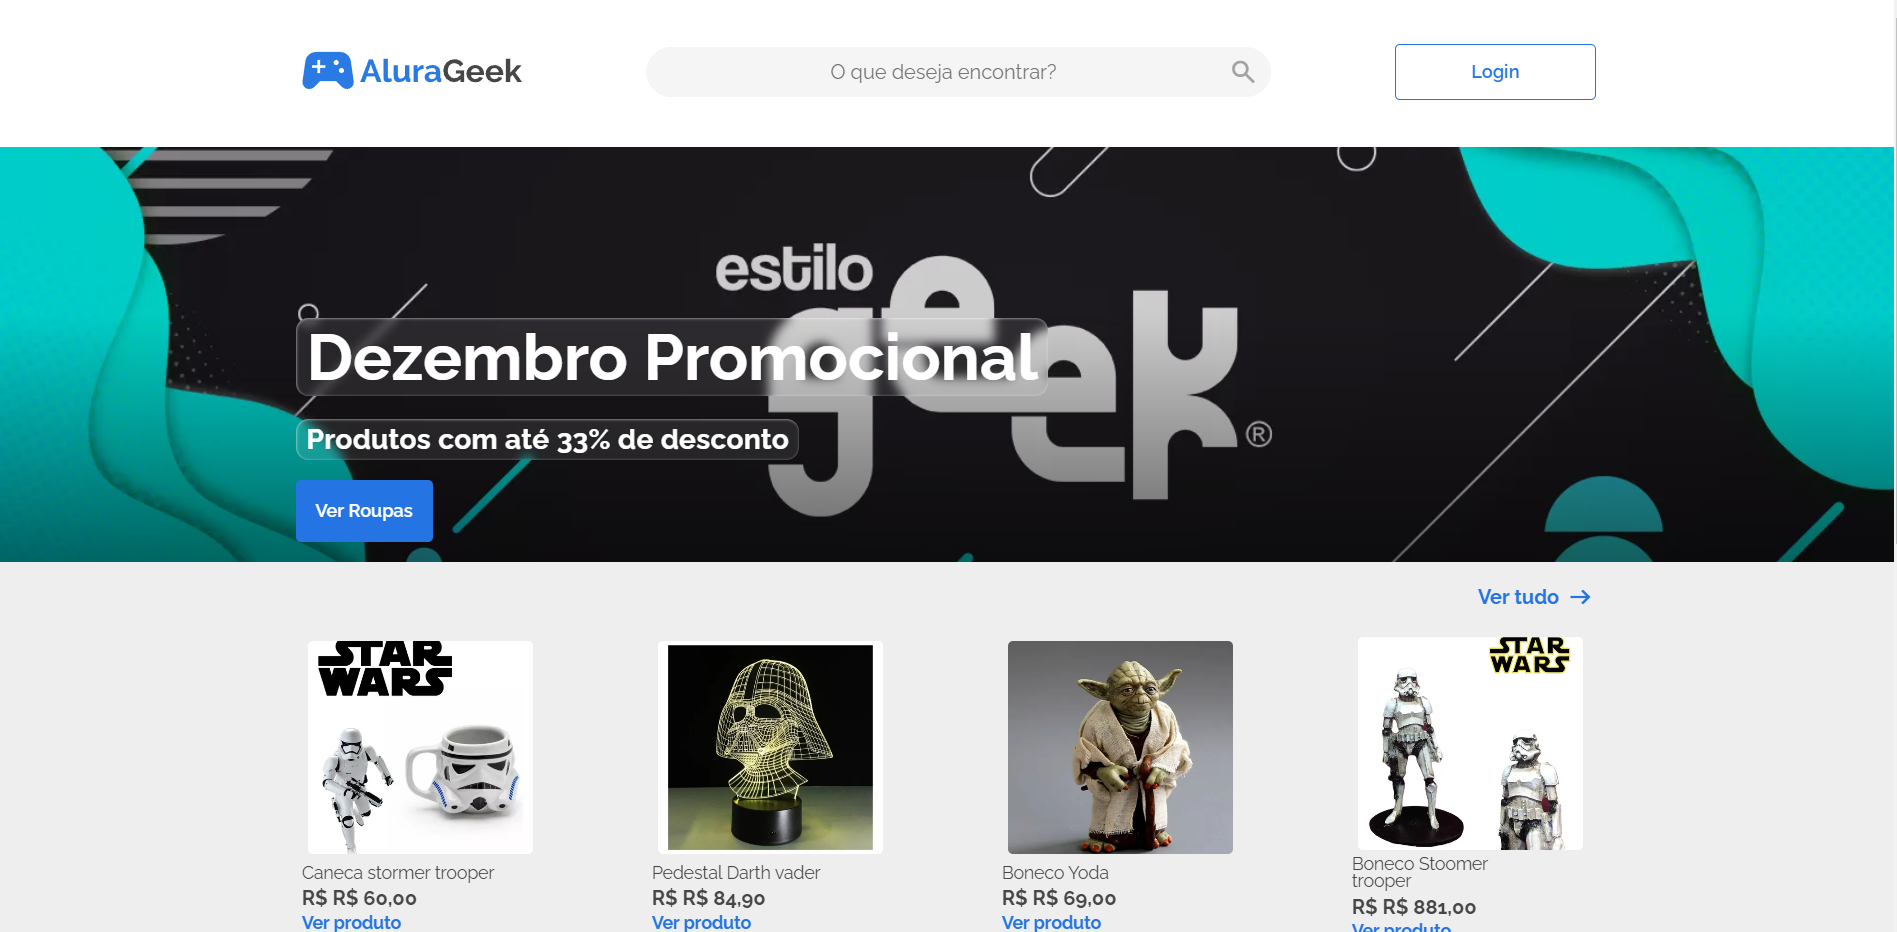 AluraGeek
O que deseja encontrar?
Login
estilo
geek®
Dezembro Promocional
Produtos com até 33% de desconto
Ver Roupas
Ver tudo
STAR
WARS
STAR
WARS
Caneca stormer trooper
R$ R$ 60,00
Ver produto
Pedestal Darth vader
R$ R$ 84,90
Ver produto
Boneco Yoda
R$ R$ 69,00
Ver produto
Boneco Stoomer
trooper
R$ R$ 881,00
Ver produto